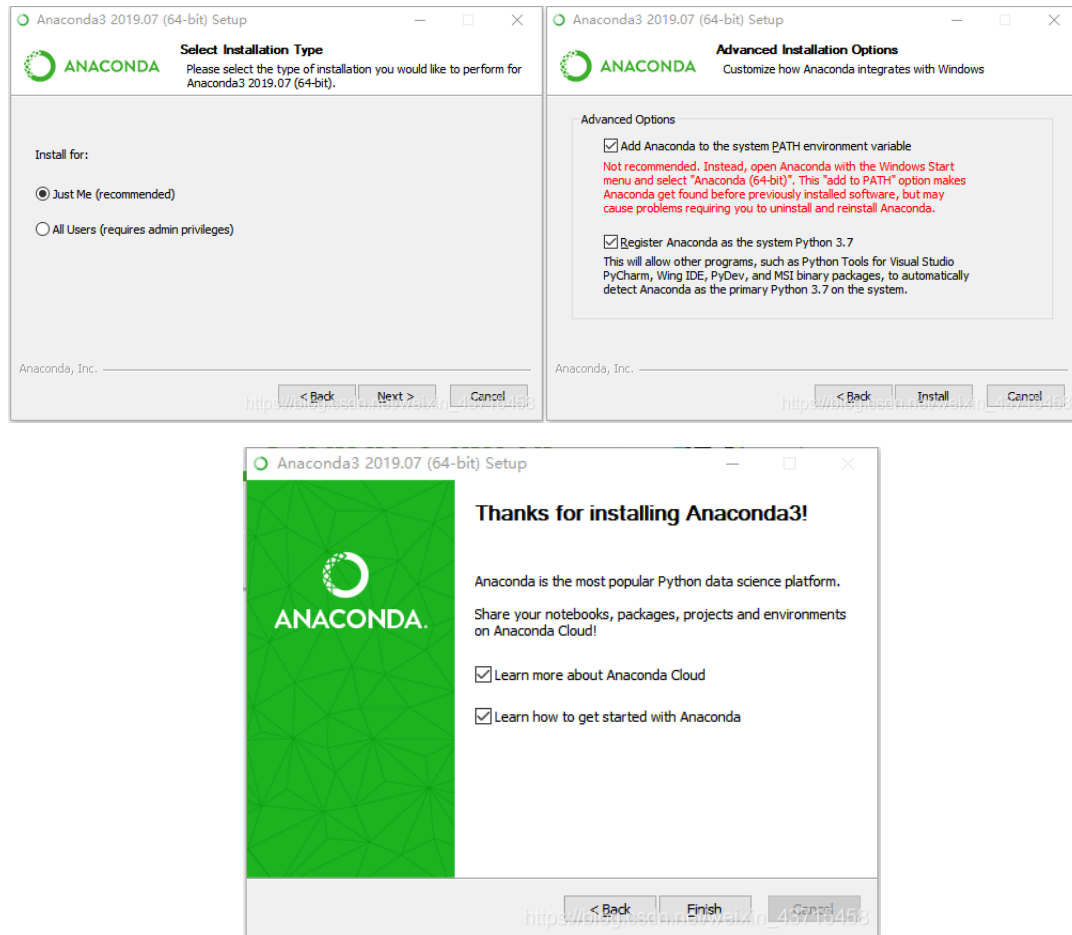 Anaconda3 2019.07 (64-bit) Setup
ANACONDA
Select Installation Type
Please select the type of installation you would like to perform for
Anaconda3 2019.07 (64-bit).
Install for:
Just Me (recommended)
All Users (requires admin privileges)
Anaconda, Inc.
< Back
Next >
Cancel
Anaconda3 2019.07 (64-bit) Setup
ANACONDA
Advanced Installation Options
Customize how Anaconda integrates with Windows
Advanced Options
Add Anaconda to the system PATH environment variable
Not recommended. Instead, open Anaconda with the Windows Start
menu and select "Anaconda (64-bit)". This "add to PATH" option makes
Anaconda get found before previously installed software, but may
cause problems requiring you to uninstall and reinstall Anaconda.
Register Anaconda as the system Python 3.7
This will allow other programs, such as Python Tools for Visual Studio
PyCharm, Wing IDE, PyDev, and MSI binary packages, to automatically
detect Anaconda as the primary Python 3.7 on the system.
Anaconda, Inc.
< Back
Install
Cancel
Anaconda3 2019.07 (64-bit) Setup
ANACONDA.
Thanks for installing Anaconda3!
Anaconda is the most popular Python data science platform.
Share your notebooks, packages, projects and environments
on Anaconda Cloud!
Learn more about Anaconda Cloud
Learn how to get started with Anaconda
< Back
Finish
Cancel
https://blog.csdn.net/weixin_45715458